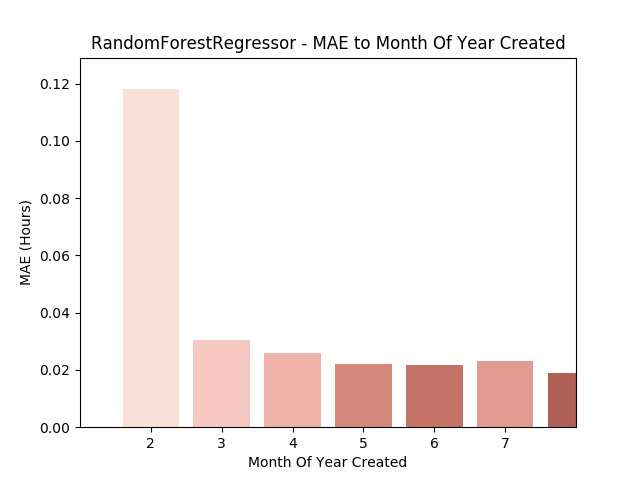 RandomForestRegressor - MAE to Month Of Year Created
0.12
0.10
0.08
0.06
0.04
0.02
0.00
MAE (Hours)
2 3 4 5 6 7
Month Of Year Created